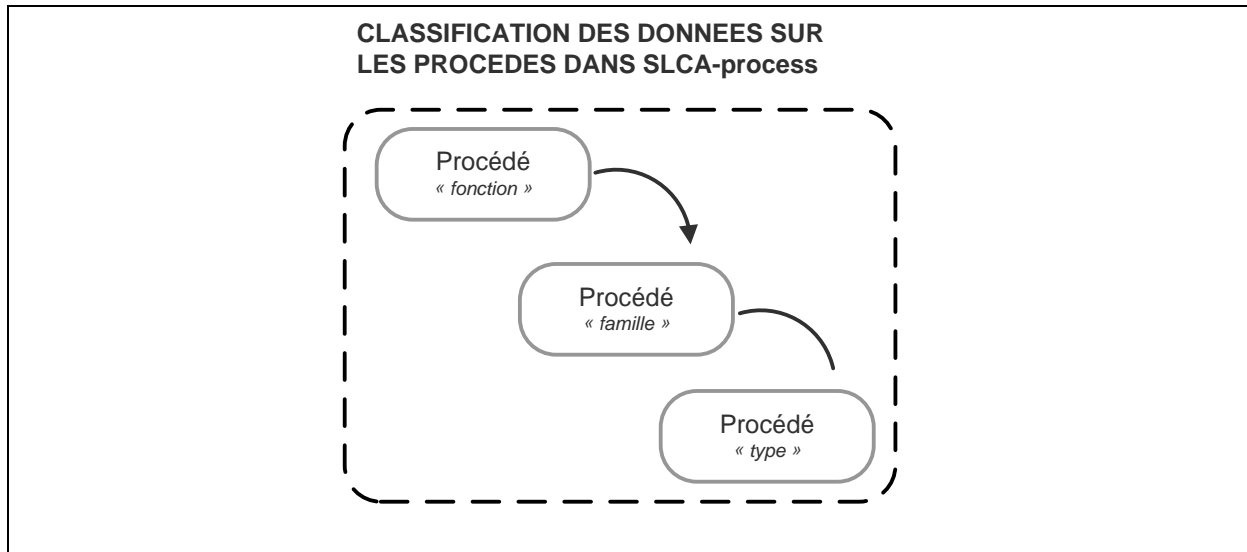 CLASSIFICATION DES DONNEES SUR
LES PROCEDES DANS SLCA-process
Procédé
« fonction »
Procédé
« famille »
Procédé
« type »